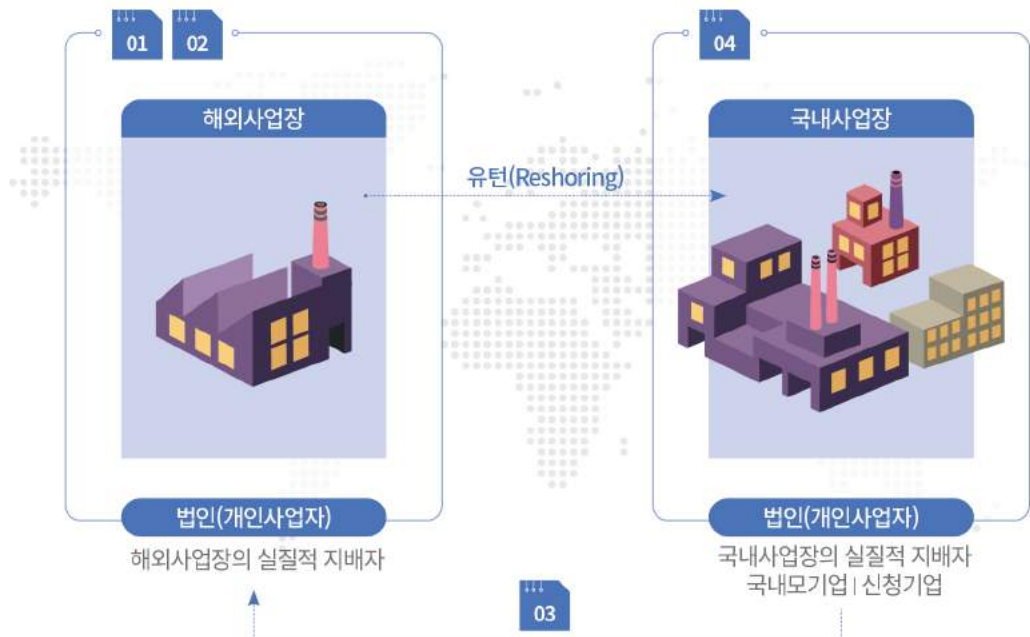 01 02
해외사업장
법인(개인사업자)
해외사업장의 실질적 지배자
유턴(Reshoring)
04
국내사업장
법인(개인사업자)
국내사업장의 실질적 지배자
국내모기업 | 신청기업
03